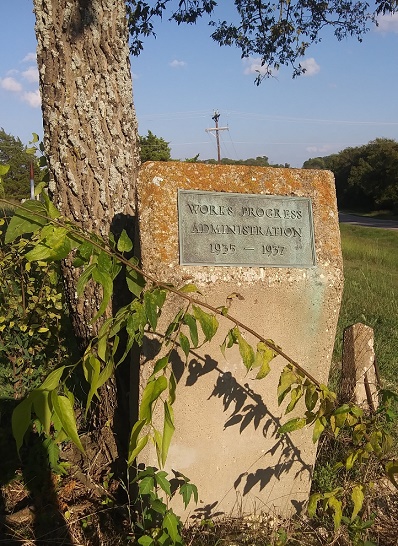 WORKS PROGRESS
ADMINISTRATION
1935 — 1937